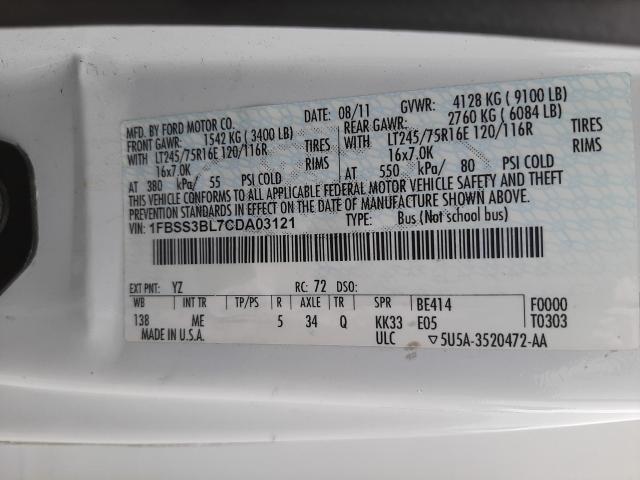 MFD. BY FORD MOTOR CO. DATE: 08/11 GVWR: 4128 KG ( 9100 LB)
FRONT GAWR: 1542 KG ( 3400 LB) REAR GAWR: 2760 KG ( 6084 LB)
WITH LT245/75R16E 120/116R TIRES WITH LT245/75R16E 120/116R TIRES
16x7.0K RIMS 16x7.0K RIMS
AT 380 kPa/ 55 PSI COLD AT 550 kPa/ 80 PSI COLD
THIS VEHICLE CONFORMS TO ALL APPLICABLE FEDERAL MOTOR VEHICLE SAFETY AND THEFT
PREVENTION STANDARDS IN EFFECT ON THE DATE OF MANUFACTURE SHOWN ABOVE.
VIN: 1FBSS3BL7CDA03121 TYPE: Bus (Not school bus)
EXT PNT: YZ RC: 72 DSO:
WB INT TR TP/PS R AXLE TR SPR BE414 F0000
138 ME 5 34 Q KK33 E05 T0303
MADE IN U.S.A. ULC ▽5U5A-3520472-AA